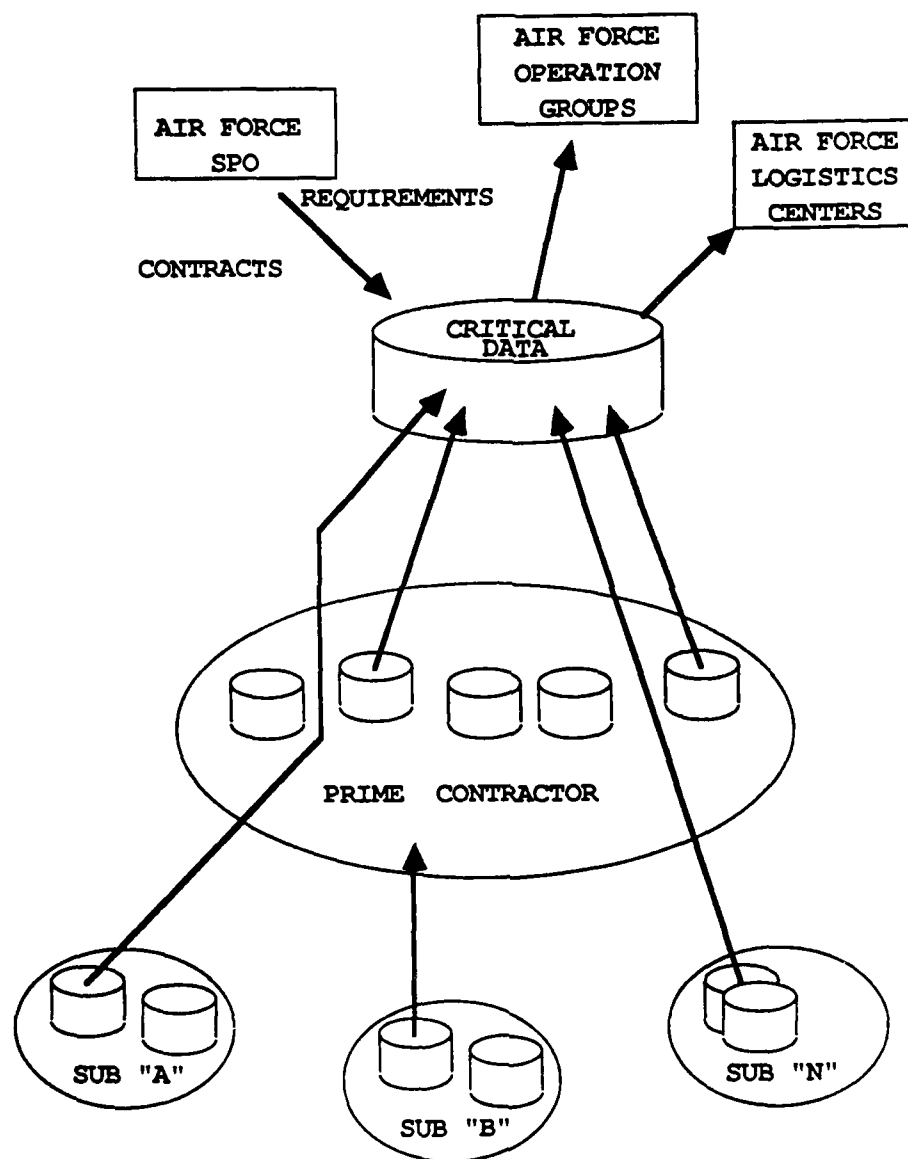 AIR FORCE
OPERATION
GROUPS
AIR FORCE
SPO
AIR FORCE
LOGISTICS
CENTERS
REQUIREMENTS
CONTRACTS
CRITICAL
DATA
PRIME CONTRACTOR
SUB "A"
SUB "B"
SUB "N"